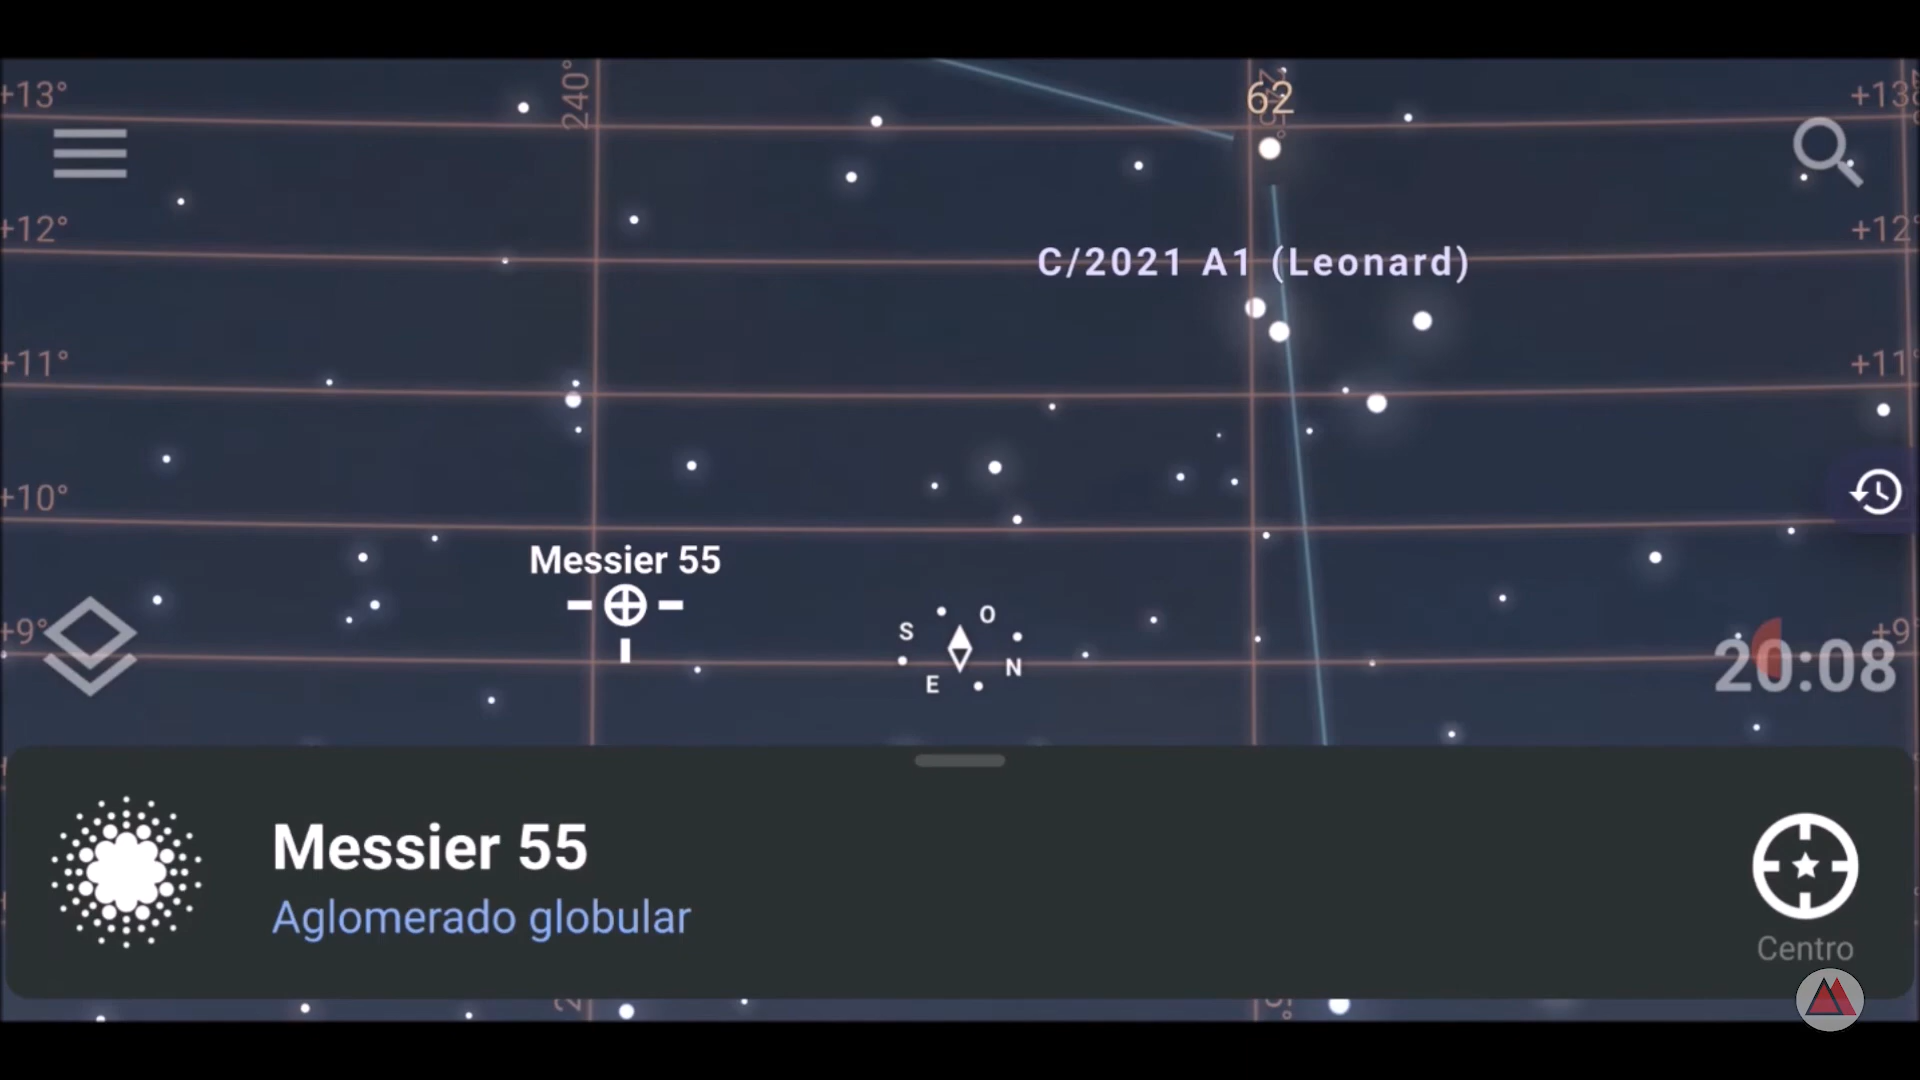 240°
62
+13°
+13
+12°
+12°
C/2021 A1 (Leonard)
+11°
+11
+10°
Messier 55
S
O
E
N
+9°
+9
20:08
Messier 55
Aglomerado globular
Centro